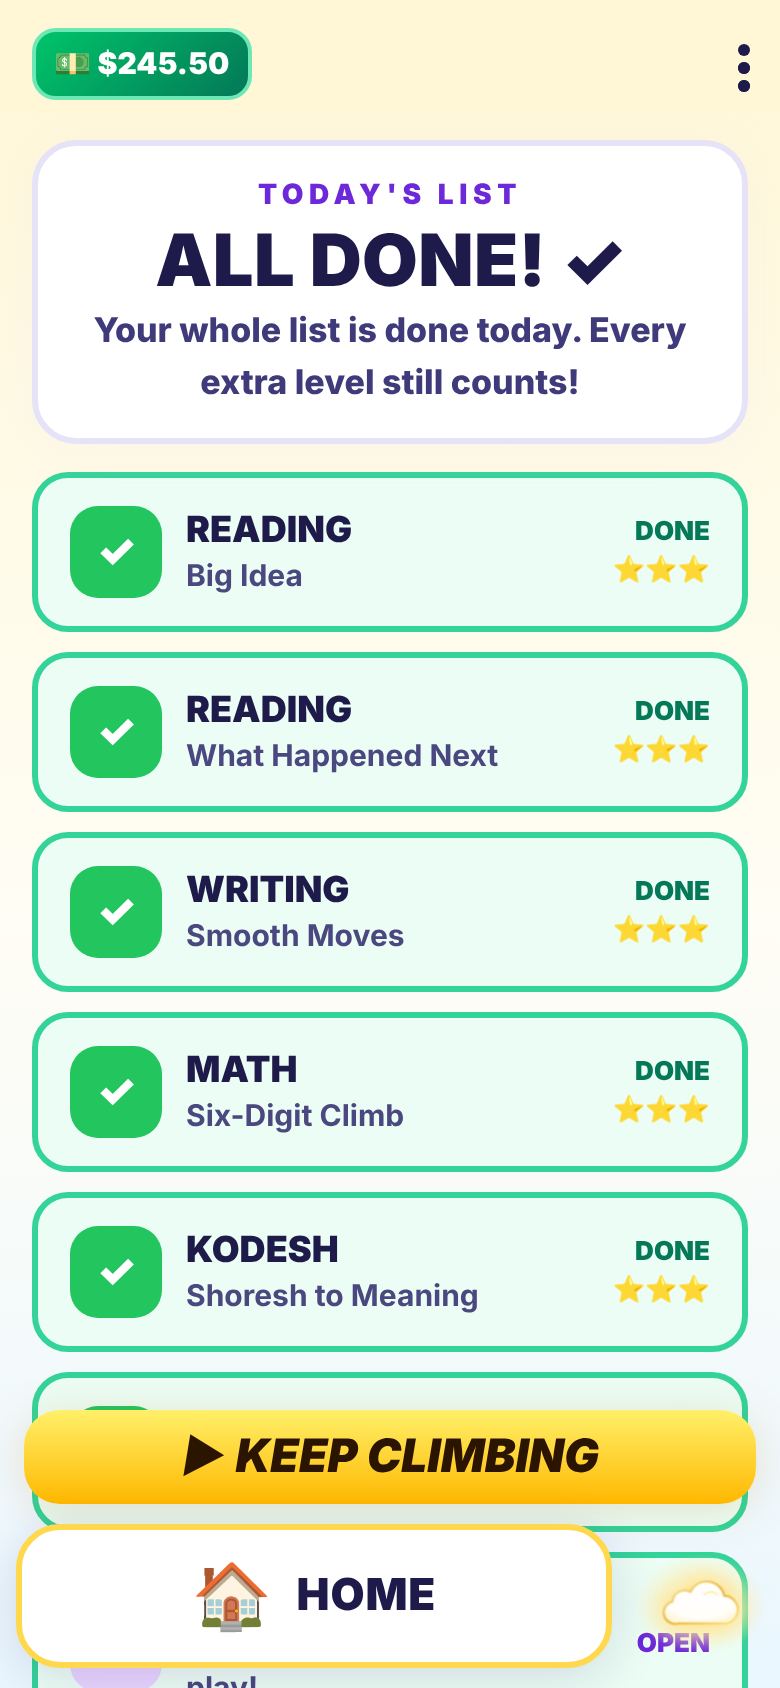 $245.50
TODAY'S LIST
ALL DONE! ✓
Your whole list is done today. Every
extra level still counts!
READING
Big Idea
DONE
READING
What Happened Next
DONE
WRITING
Smooth Moves
DONE
MATH
Six-Digit Climb
DONE
KODESH
Shoresh to Meaning
DONE
▶ KEEP CLIMBING
HOME
OPEN
play!